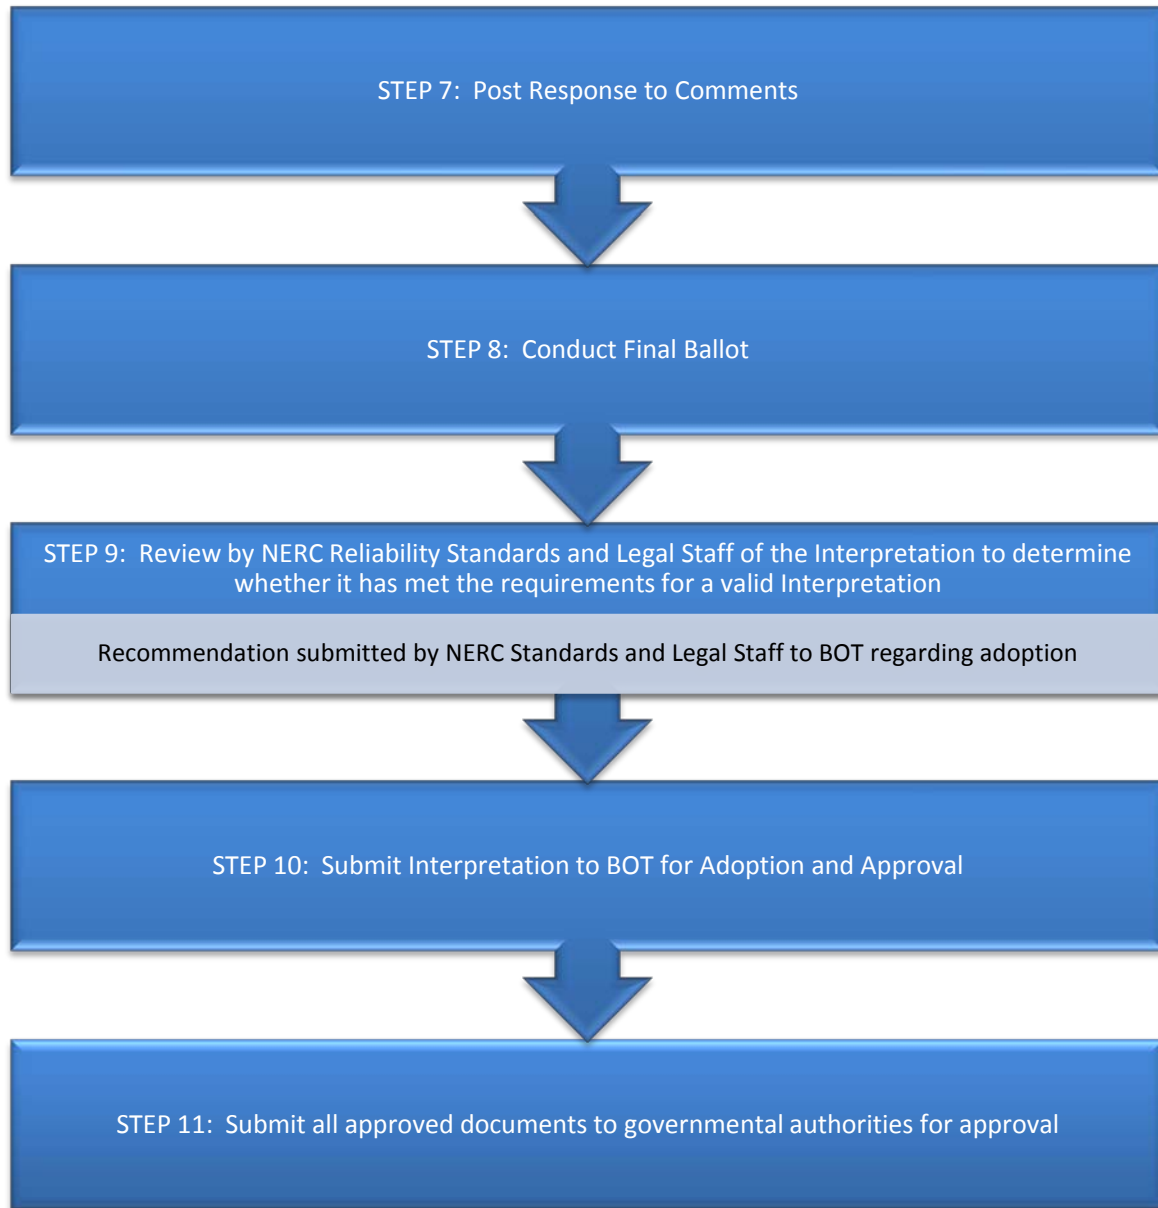 STEP 7: Post Response to Comments
STEP 8: Conduct Final Ballot
STEP 9: Review by NERC Reliability Standards and Legal Staff of the Interpretation to determine
whether it has met the requirements for a valid Interpretation
Recommendation submitted by NERC Standards and Legal Staff to BOT regarding adoption
STEP 10: Submit Interpretation to BOT for Adoption and Approval
STEP 11: Submit all approved documents to governmental authorities for approval